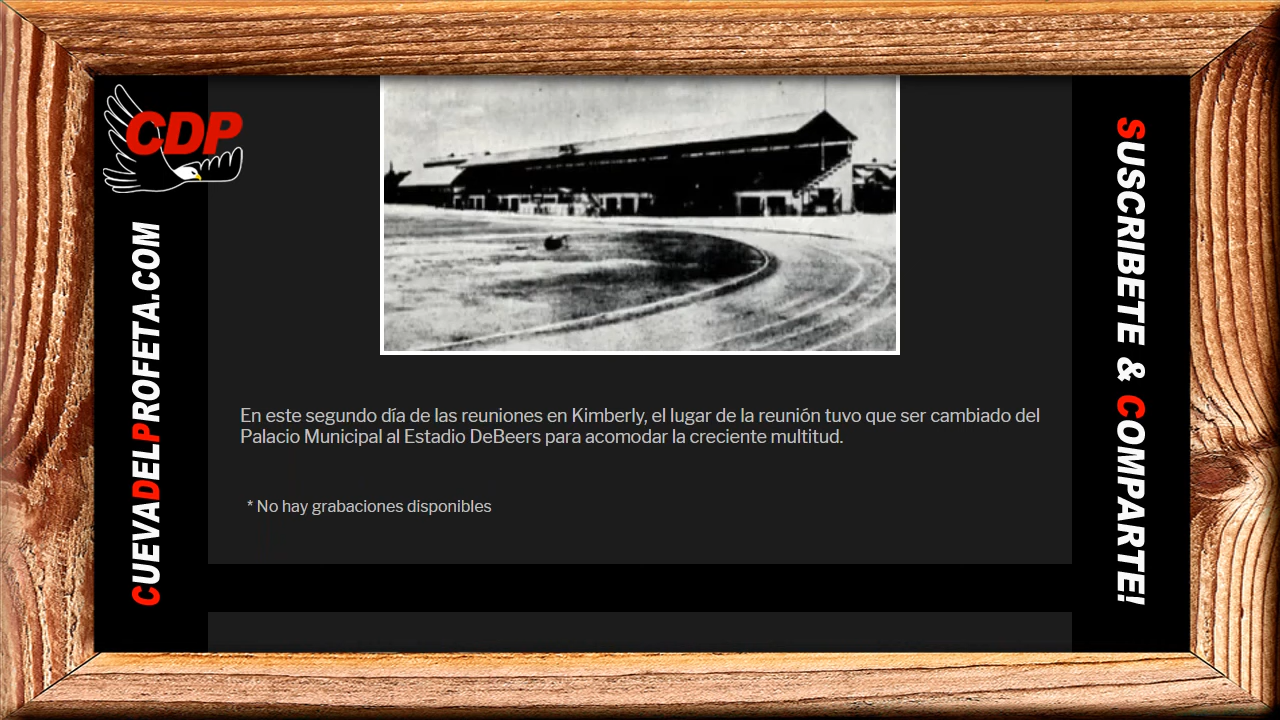 CDP
CUEVADELPROFETA.COM
SUSCRIBETE & COMPARTE!
En este segundo día de las reuniones en Kimberly, el lugar de la reunión tuvo que ser cambiado del
Palacio Municipal al Estadio DeBeers para acomodar la creciente multitud.
* No hay grabaciones disponibles